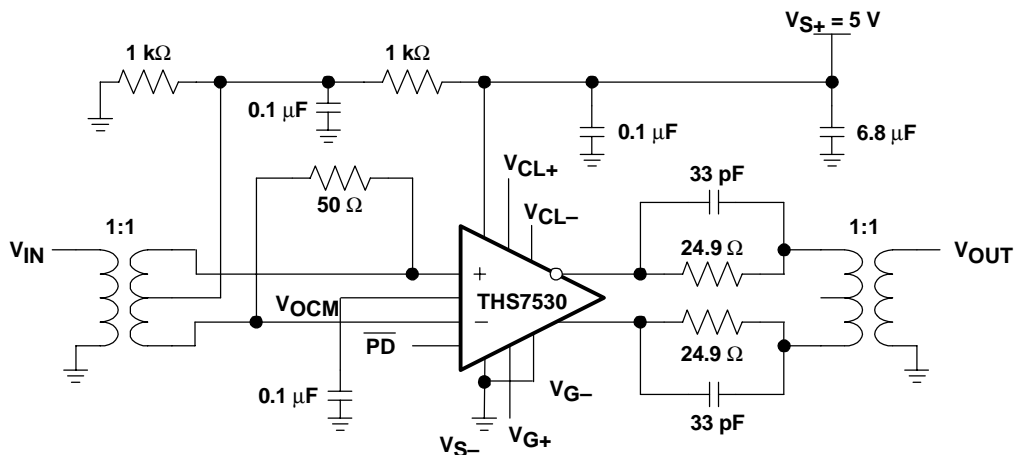 VS+ = 5 V
1 kΩ
1 kΩ
0.1 μF
0.1 μF
6.8 μF
VCL+
33 pF
50 Ω
VCL–
1:1
1:1
VIN
24.9 Ω
VOUT
+
THS7530
VOCM
–
PD
24.9 Ω
0.1 μF
VG–
33 pF
VS–
VG+